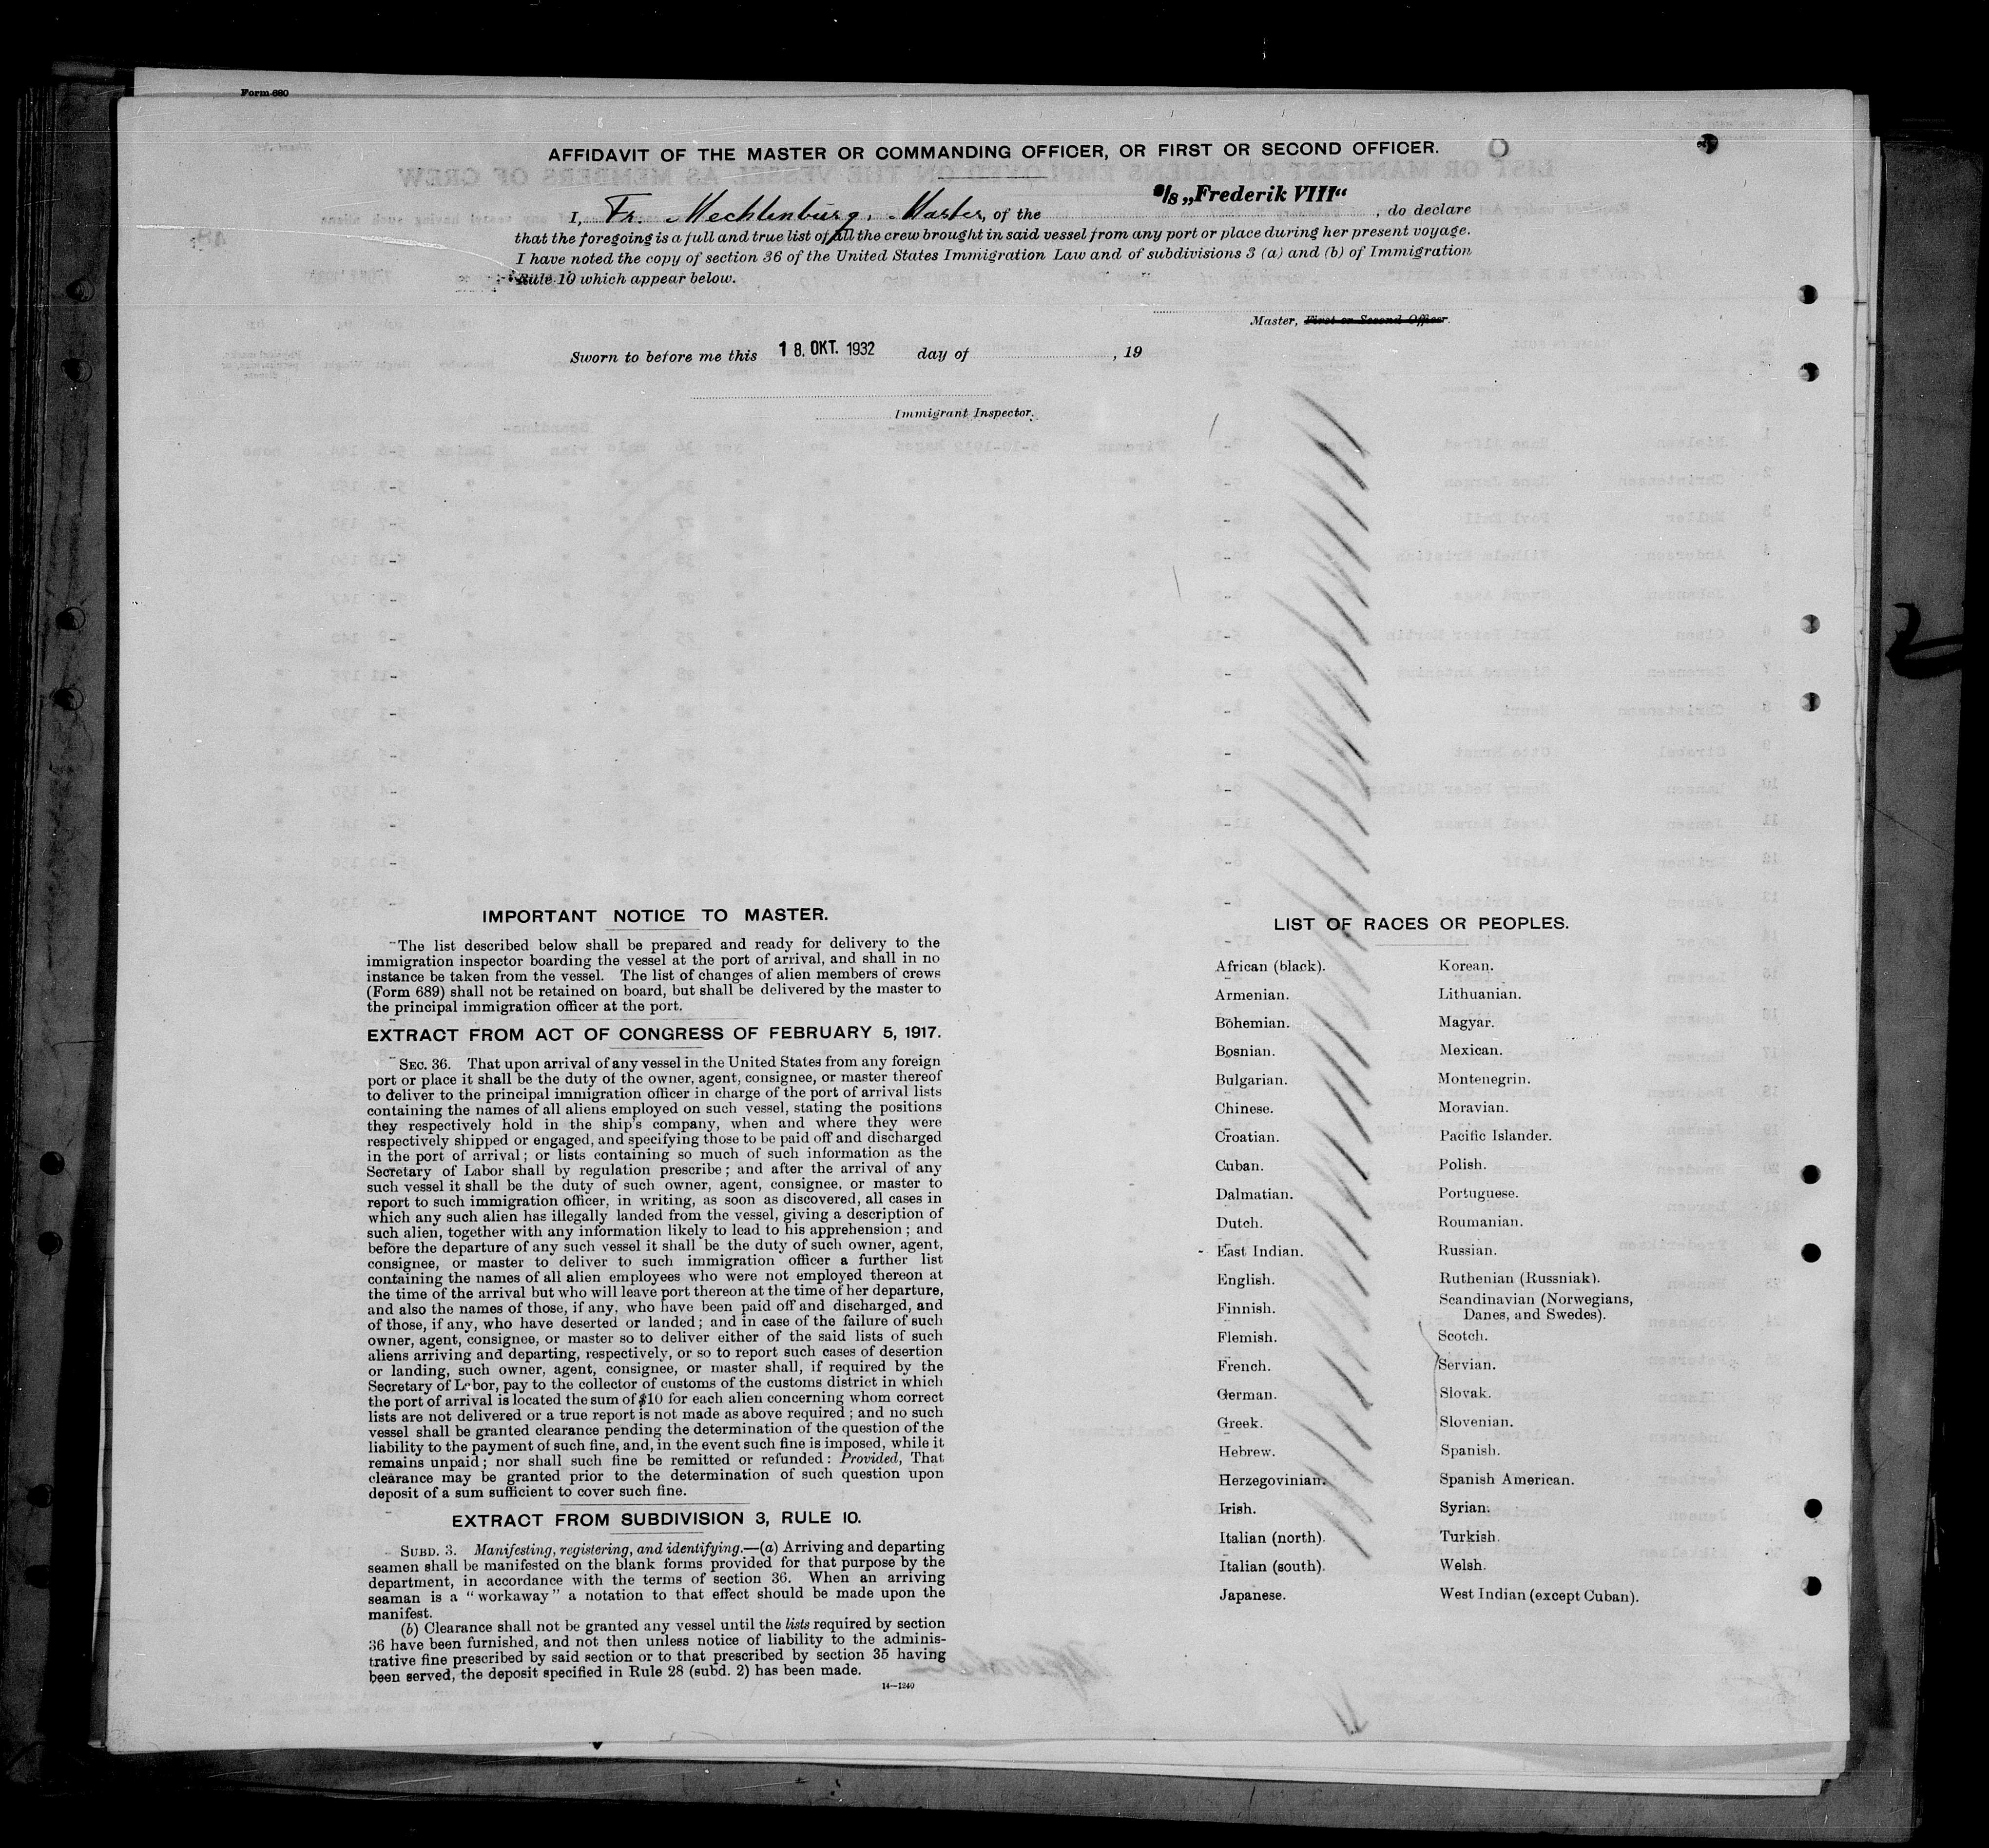 Form 680
AFFIDAVIT OF THE MASTER OR COMMANDING OFFICER, OR FIRST OR SECOND OFFICER.
I, Fr. Mechlenburg, Master, of the S/S „Frederik VIII“, do declare
that the foregoing is a full and true list of all the crew brought in said vessel from any port or place during her present voyage.
I have noted the copy of section 36 of the United States Immigration Law and of subdivisions 3 (a) and (b) of Immigration
Rule 10 which appear below.
Master, First or Second Officer.
Sworn to before me this 18. OKT. 1932 day of , 19
Immigrant Inspector.
IMPORTANT NOTICE TO MASTER.
The list described below shall be prepared and ready for delivery to the
immigration inspector boarding the vessel at the port of arrival, and shall in no
instance be taken from the vessel. The list of changes of alien members of crews
(Form 689) shall not be retained on board, but shall be delivered by the master to
the principal immigration officer at the port.
EXTRACT FROM ACT OF CONGRESS OF FEBRUARY 5, 1917.
SEC. 36. That upon arrival of any vessel in the United States from any foreign
port or place it shall be the duty of the owner, agent, consignee, or master thereof
to deliver to the principal immigration officer in charge of the port of arrival lists
containing the names of all aliens employed on such vessel, stating the positions
they respectively hold in the ship's company, when and where they were
respectively shipped or engaged, and specifying those to be paid off and discharged
in the port of arrival; or lists containing so much of such information as the
Secretary of Labor shall by regulation prescribe; and after the arrival of any
such vessel it shall be the duty of such owner, agent, consignee, or master to
report to such immigration officer, in writing, as soon as discovered, all cases in
which any such alien has illegally landed from the vessel, giving a description of
such alien, together with any information likely to lead to his apprehension; and
before the departure of any such vessel it shall be the duty of such owner, agent,
consignee, or master to deliver to such immigration officer a further list
containing the names of all alien employees who were not employed thereon at
the time of the arrival but who will leave port thereon at the time of her departure,
and also the names of those, if any, who have been paid off and discharged, and
of those, if any, who have deserted or landed; and in case of the failure of such
owner, agent, consignee, or master so to deliver either of the said lists of such
aliens arriving and departing, respectively, or so to report such cases of desertion
or landing, such owner, agent, consignee, or master shall, if required by the
Secretary of Labor, pay to the collector of customs of the customs district in which
the port of arrival is located the sum of $10 for each alien concerning whom correct
lists are not delivered or a true report is not made as above required; and no such
vessel shall be granted clearance pending the determination of the question of the
liability to the payment of such fine, and, in the event such fine is imposed, while it
remains unpaid; nor shall such fine be remitted or refunded: Provided, That
clearance may be granted prior to the determination of such question upon
deposit of a sum sufficient to cover such fine.
EXTRACT FROM SUBDIVISION 3, RULE 10.
SUBD. 3. Manifesting, registering, and identifying.—(a) Arriving and departing
seamen shall be manifested on the blank forms provided for that purpose by the
department, in accordance with the terms of section 36. When an arriving
seaman is a "workaway" a notation to that effect should be made upon the
manifest.
(b) Clearance shall not be granted any vessel until the lists required by section
36 have been furnished, and not then unless notice of liability to the adminis-
trative fine prescribed by said section or to that prescribed by section 35 having
been served, the deposit specified in Rule 28 (subd. 2) has been made.
14—1240
LIST OF RACES OR PEOPLES.
African (black).
Armenian.
Bohemian.
Bosnian.
Bulgarian.
Chinese.
Croatian.
Cuban.
Dalmatian.
Dutch.
East Indian.
English.
Finnish.
Flemish.
French.
German.
Greek.
Hebrew.
Herzegovinian.
Irish.
Italian (north).
Italian (south).
Japanese.
Korean.
Lithuanian.
Magyar.
Mexican.
Montenegrin.
Moravian.
Pacific Islander.
Polish.
Portuguese.
Roumanian.
Russian.
Ruthenian (Russniak).
Scandinavian (Norwegians,
Danes, and Swedes).
Scotch.
Servian.
Slovak.
Slovenian.
Spanish.
Spanish American.
Syrian.
Turkish.
Welsh.
West Indian (except Cuban).